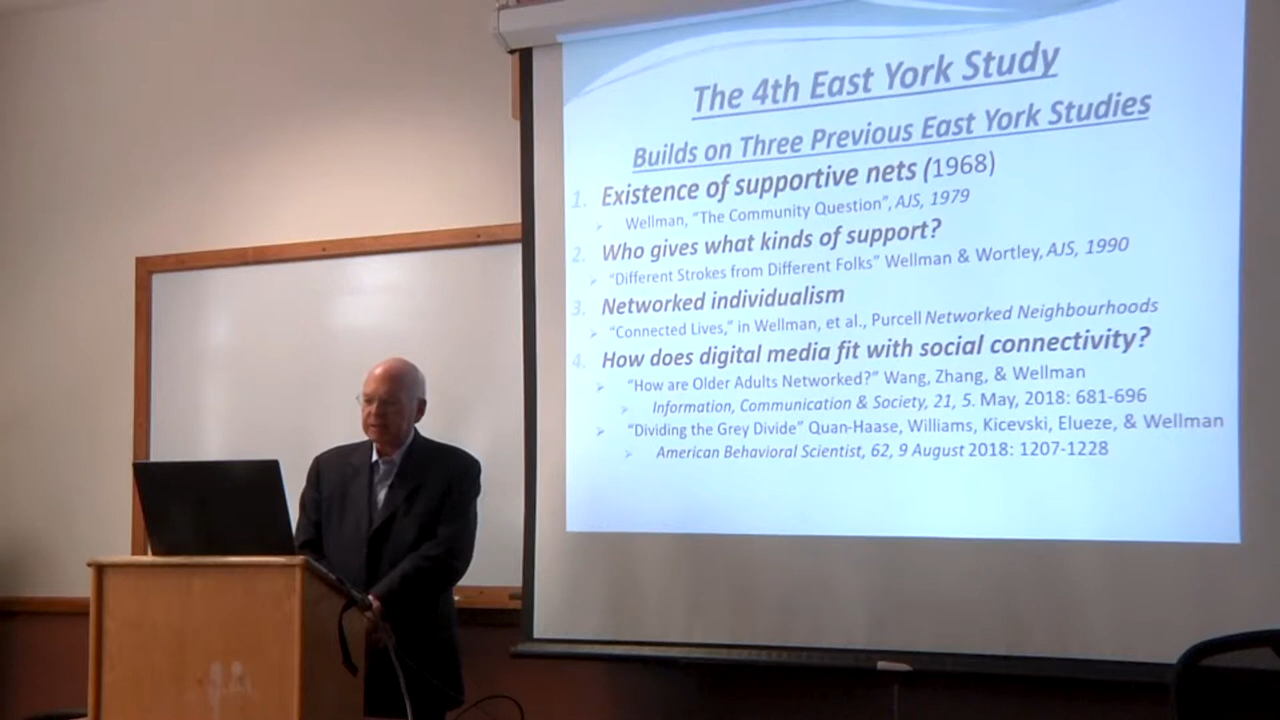 The 4th East York Study
Builds on Three Previous East York Studies
1. Existence of supportive nets (1968)
Wellman, “The Community Question”, AJS, 1979
2. Who gives what kinds of support?
“Different Strokes from Different Folks” Wellman & Wortley, AJS, 1990
3. Networked individualism
“Connected Lives,” in Wellman, et al., Purcell Networked Neighbourhoods
4. How does digital media fit with social connectivity?
“How are Older Adults Networked?” Wang, Zhang, & Wellman
Information, Communication & Society, 21, 5. May, 2018: 681-696
“Dividing the Grey Divide” Quan-Haase, Williams, Kicevski, Elueze, & Wellman
American Behavioral Scientist, 62, 9 August 2018: 1207-1228